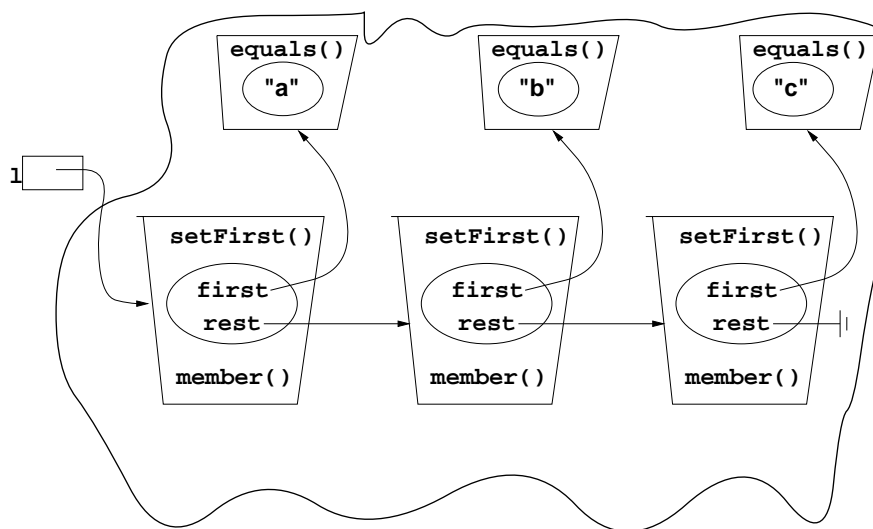 equals() equals() equals()
"a" "b" "c"
l
setFirst() setFirst() setFirst()
first first first
rest rest rest
member() member() member()